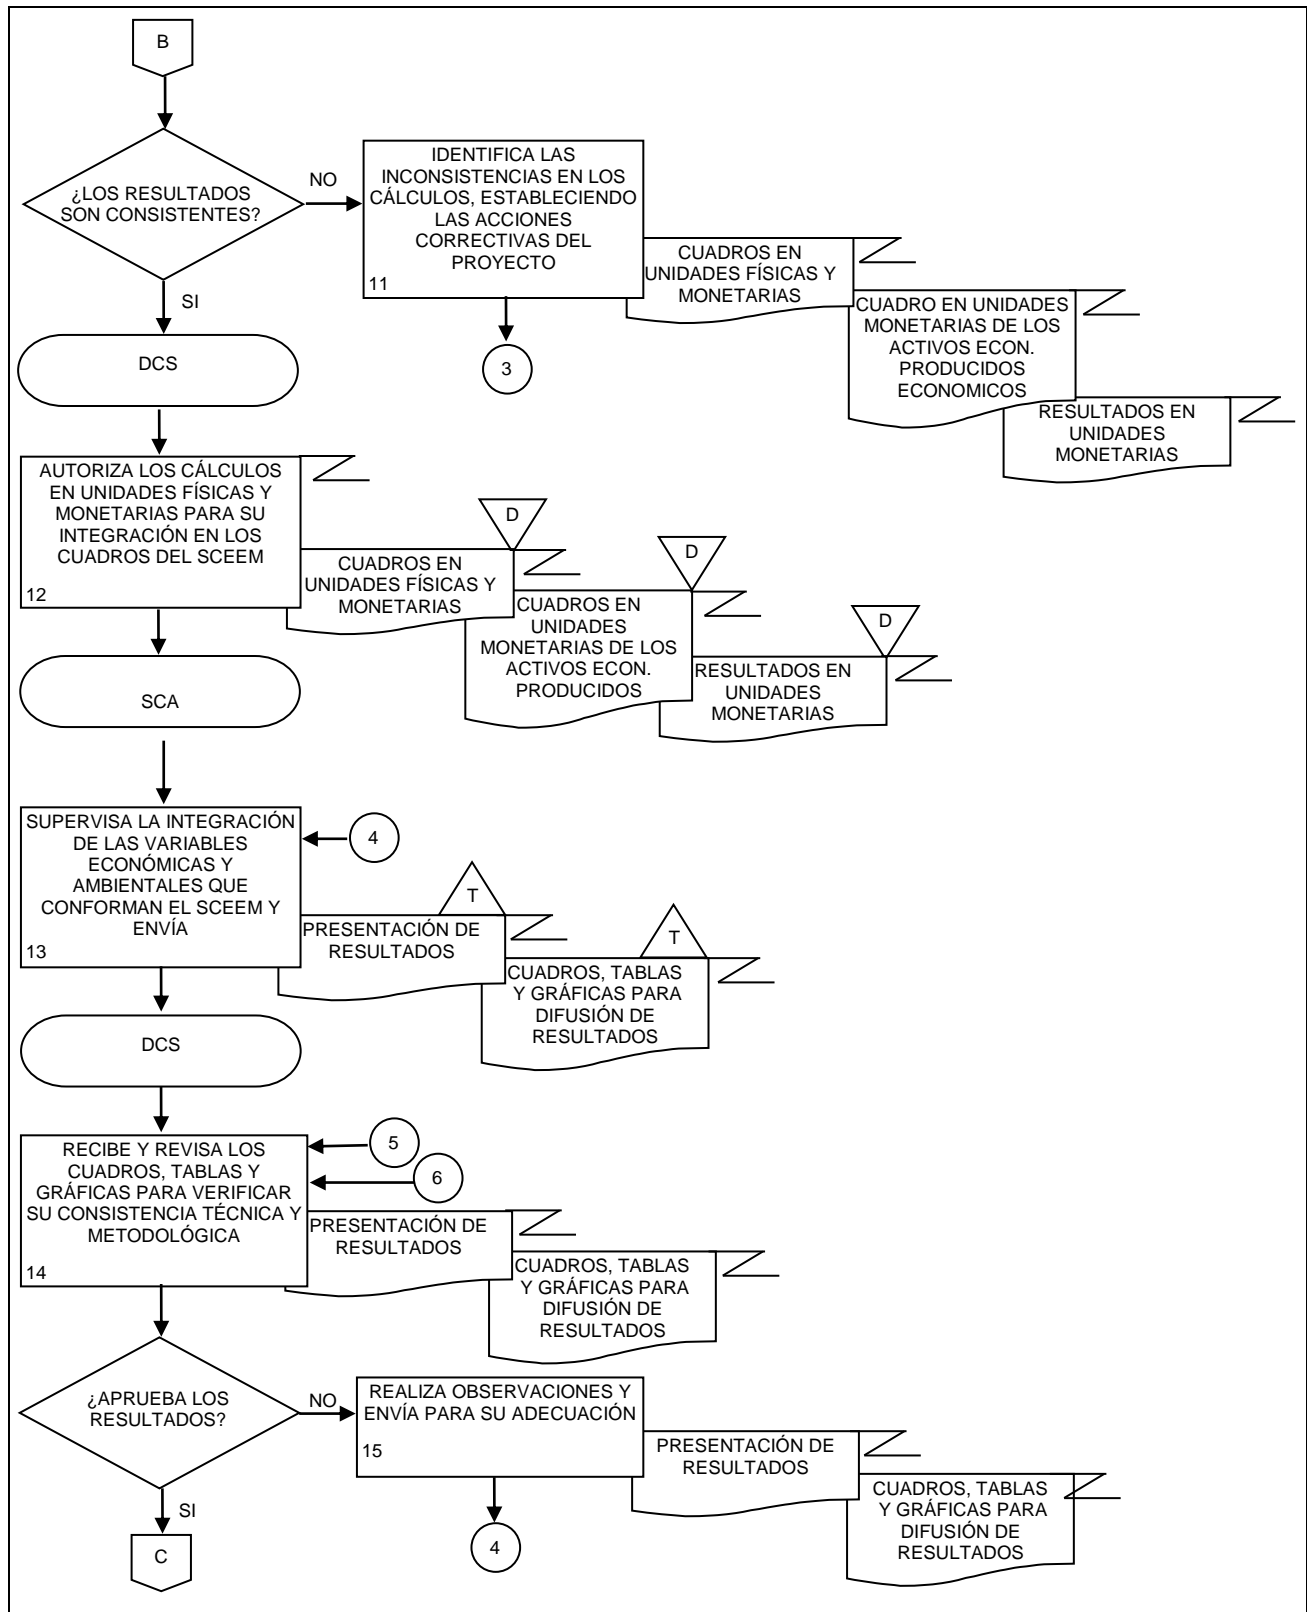 B
¿LOS RESULTADOS
SON CONSISTENTES?
NO
SI
IDENTIFICA LAS
INCONSISTENCIAS EN LOS
CÁLCULOS, ESTABLECIENDO
LAS ACCIONES
CORRECTIVAS DEL
PROYECTO
11
CUADROS EN
UNIDADES FÍSICAS Y
MONETARIAS
CUADRO EN UNIDADES
MONETARIAS DE LOS
ACTIVOS ECON.
PRODUCIDOS
ECONOMICOS
RESULTADOS EN
UNIDADES
MONETARIAS
3
DCS
AUTORIZA LOS CÁLCULOS
EN UNIDADES FÍSICAS Y
MONETARIAS PARA SU
INTEGRACIÓN EN LOS
CUADROS DEL SCEEM
12
D
CUADROS EN
UNIDADES FÍSICAS Y
MONETARIAS
D
CUADROS EN
UNIDADES
MONETARIAS DE LOS
ACTIVOS ECON.
PRODUCIDOS
D
RESULTADOS EN
UNIDADES
MONETARIAS
SCA
SUPERVISA LA INTEGRACIÓN
DE LAS VARIABLES
ECONÓMICAS Y
AMBIENTALES QUE
CONFORMAN EL SCEEM Y
ENVÍA
13
4
T
PRESENTACIÓN DE
RESULTADOS
T
CUADROS, TABLAS
Y GRÁFICAS PARA
DIFUSIÓN DE
RESULTADOS
DCS
RECIBE Y REVISA LOS
CUADROS, TABLAS Y
GRÁFICAS PARA VERIFICAR
SU CONSISTENCIA TÉCNICA Y
METODOLÓGICA
14
5
6
PRESENTACIÓN DE
RESULTADOS
CUADROS, TABLAS
Y GRÁFICAS PARA
DIFUSIÓN DE
RESULTADOS
¿APRUEBA LOS
RESULTADOS?
NO
SI
REALIZA OBSERVACIONES Y
ENVÍA PARA SU ADECUACIÓN
15
PRESENTACIÓN DE
RESULTADOS
CUADROS, TABLAS
Y GRÁFICAS PARA
DIFUSIÓN DE
RESULTADOS
4
C